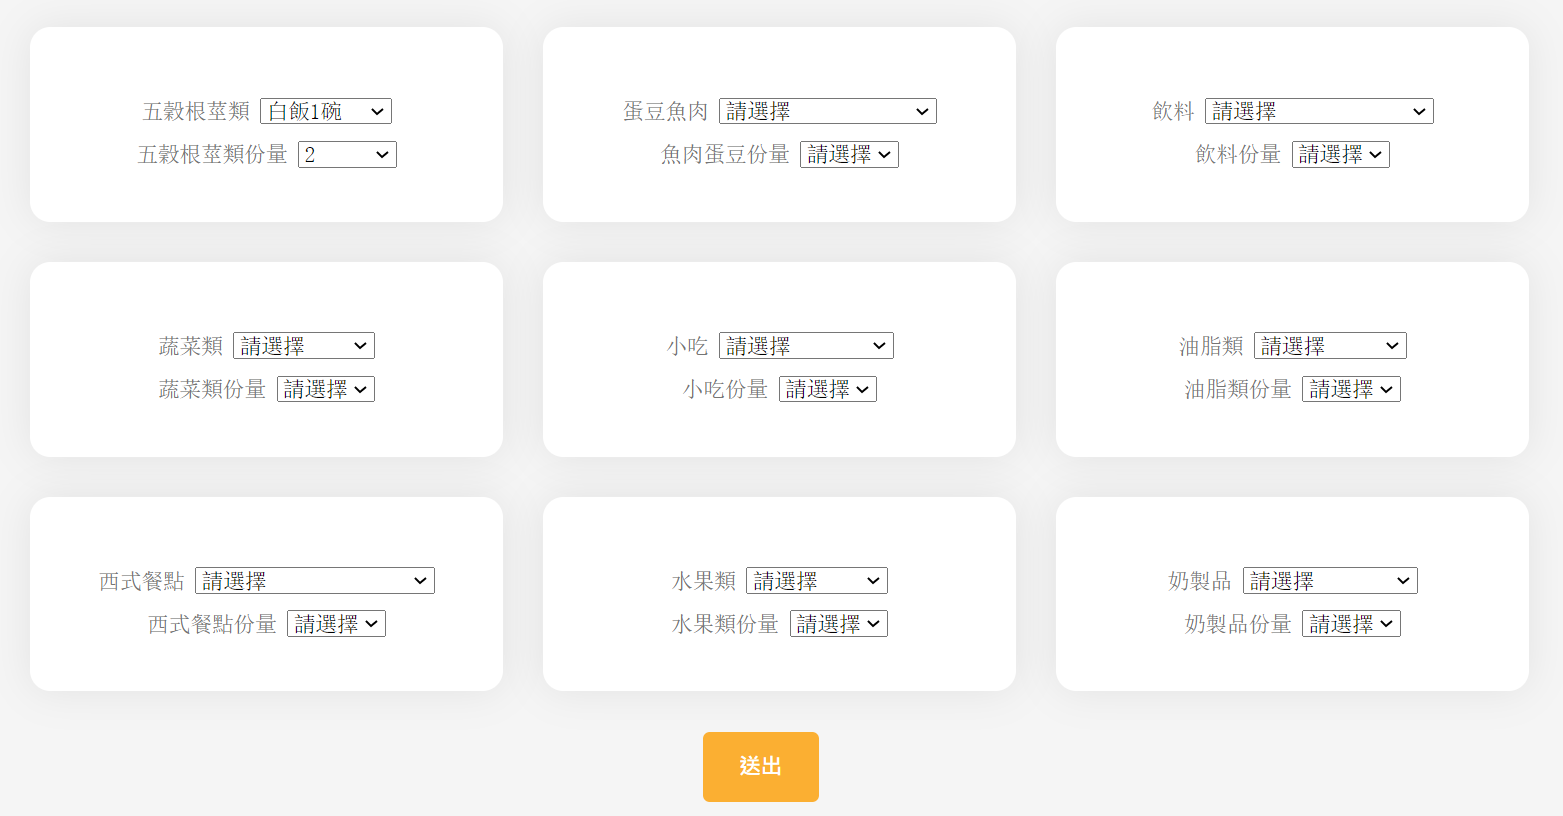 五穀根莖類 白飯1碗
五穀根莖類份量 2
蛋豆魚肉 請選擇
魚肉蛋豆份量 請選擇
飲料 請選擇
飲料份量 請選擇
蔬菜類 請選擇
蔬菜類份量 請選擇
小吃 請選擇
小吃份量 請選擇
油脂類 請選擇
油脂類份量 請選擇
西式餐點 請選擇
西式餐點份量 請選擇
水果類 請選擇
水果類份量 請選擇
奶製品 請選擇
奶製品份量 請選擇
送出